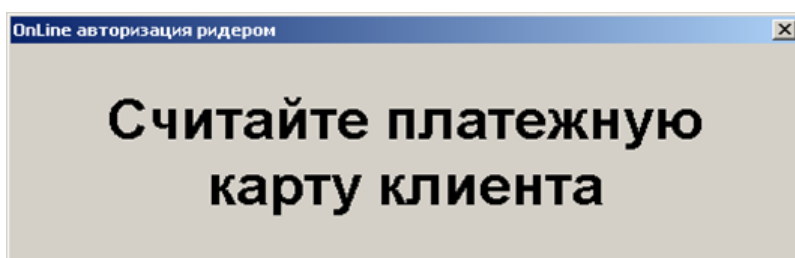 OnLine авторизация ридером
Считайте платежную
карту клиента